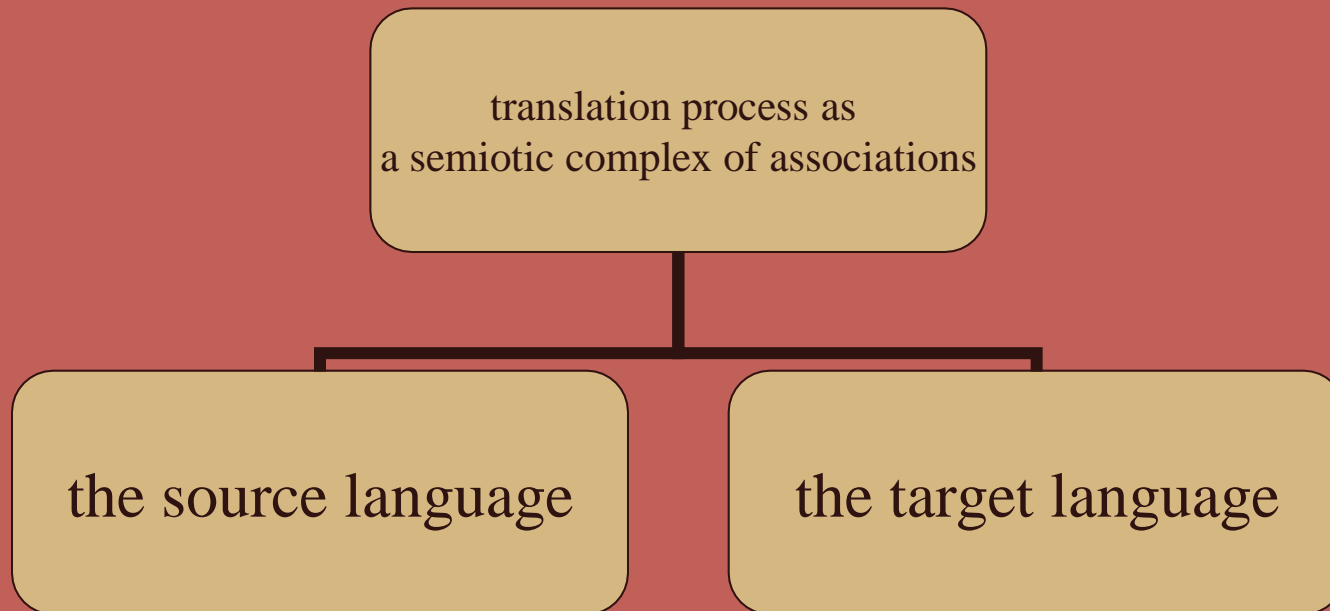 translation process as
a semiotic complex of associations
the source language
the target language